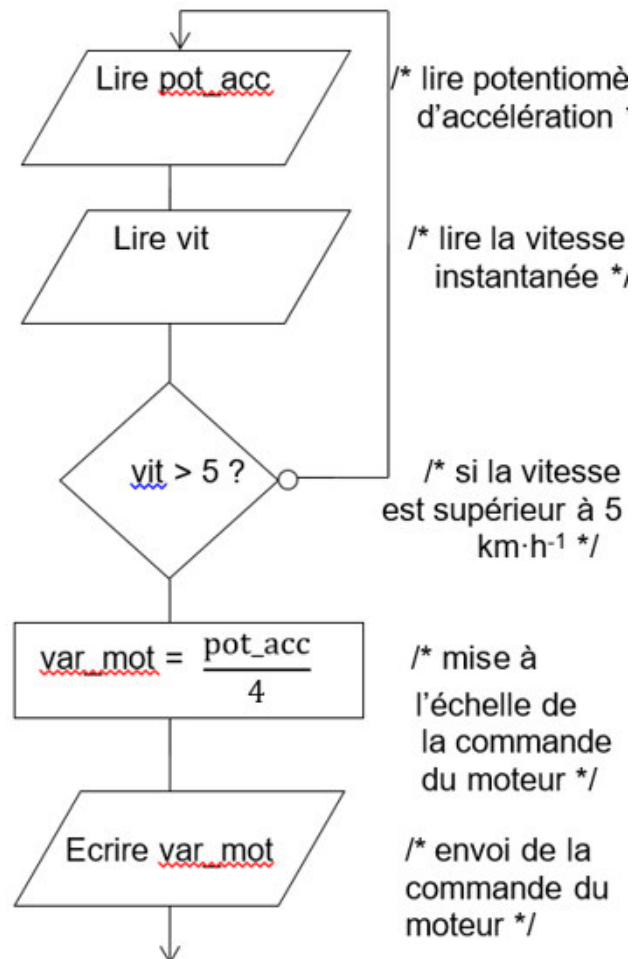 Lire pot_acc
/* lire potentiomè
d'accélération *
Lire vit
/* lire la vitesse
instantanée */
vit > 5 ?
/* si la vitesse
est supérieur à 5
km·h⁻¹ */
var_mot = pot_acc
4
/* mise à
l'échelle de
la commande
du moteur */
Ecrire var_mot
/* envoi de la
commande du
moteur */